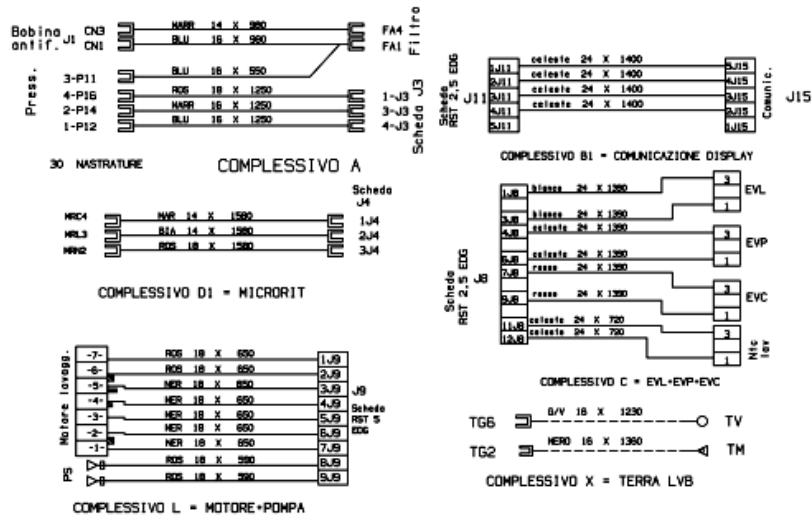 Bobina antif. J1
CN3 MARR 14 X 980 FA4
CN1 BLU 16 X 980 FA1
Filtro
Press.
3-P11 BLU 16 X 550
4-P16 ROS 18 X 1250 1-J3
2-P14 MARR 16 X 1250 3-J3
1-P12 BLU 16 X 1250 4-J3
Scheda J3
30 NASTRATURE
COMPLESSIVO A
Scheda RST 2,5 EDG
J11
1J11 celeste 24 X 1400 5J15
2J11 celeste 24 X 1400 4J15
3J11 celeste 24 X 1400 3J15
4J11 celeste 24 X 1400 2J15
5J11 1J15
Comunic.
J15
COMPLESSIVO B1 = COMUNICAZIONE DISPLAY
Scheda J4
MRC4 MAR 14 X 1580 1J4
MRL3 BIA 14 X 1580 2J4
MRN2 ROS 18 X 1580 3J4
COMPLESSIVO D1 = MICRORIT
Scheda RST 2,5 EDG
J8
1J8 bianco 24 X 1390 3
3J8 bianco 24 X 1390 1
EVL
4J8 celeste 24 X 1390 3
6J8 celeste 24 X 1390 1
EVP
7J8 rosso 24 X 1390 3
9J8 rosso 24 X 1390 1
EVC
11J8 celeste 24 X 720 3
12J8 celeste 24 X 720 1
Ntc lav
COMPLESSIVO C = EVL+EVP+EVC
Motore lavagg.
-7- ROS 18 X 650 1J9
-6- ROS 18 X 650 2J9
-5- NER 18 X 650 3J9
-4- NER 18 X 650 4J9
-3- NER 18 X 650 5J9
-2- NER 18 X 650 6J9
-1- NER 18 X 650 7J9
PS
ROS 18 X 590 8J9
ROS 18 X 590 9J9
J9
Scheda RST 5 EDG
COMPLESSIVO L = MOTORE+POMPA
TG6 G/V 16 X 1230 TV
TG2 NERO 16 X 1360 TM
COMPLESSIVO X = TERRA LVB